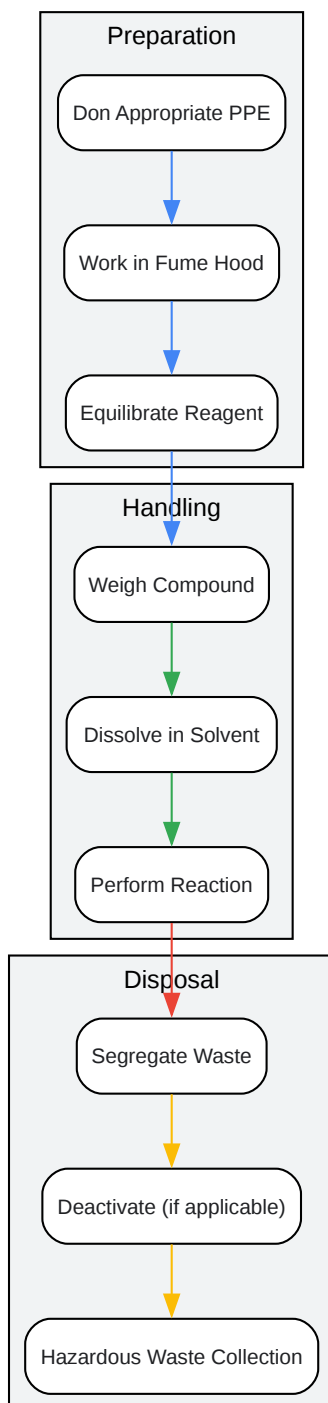 Preparation
Don Appropriate PPE
Work in Fume Hood
Equilibrate Reagent
Handling
Weigh Compound
Dissolve in Solvent
Perform Reaction
Disposal
Segregate Waste
Deactivate (if applicable)
Hazardous Waste Collection